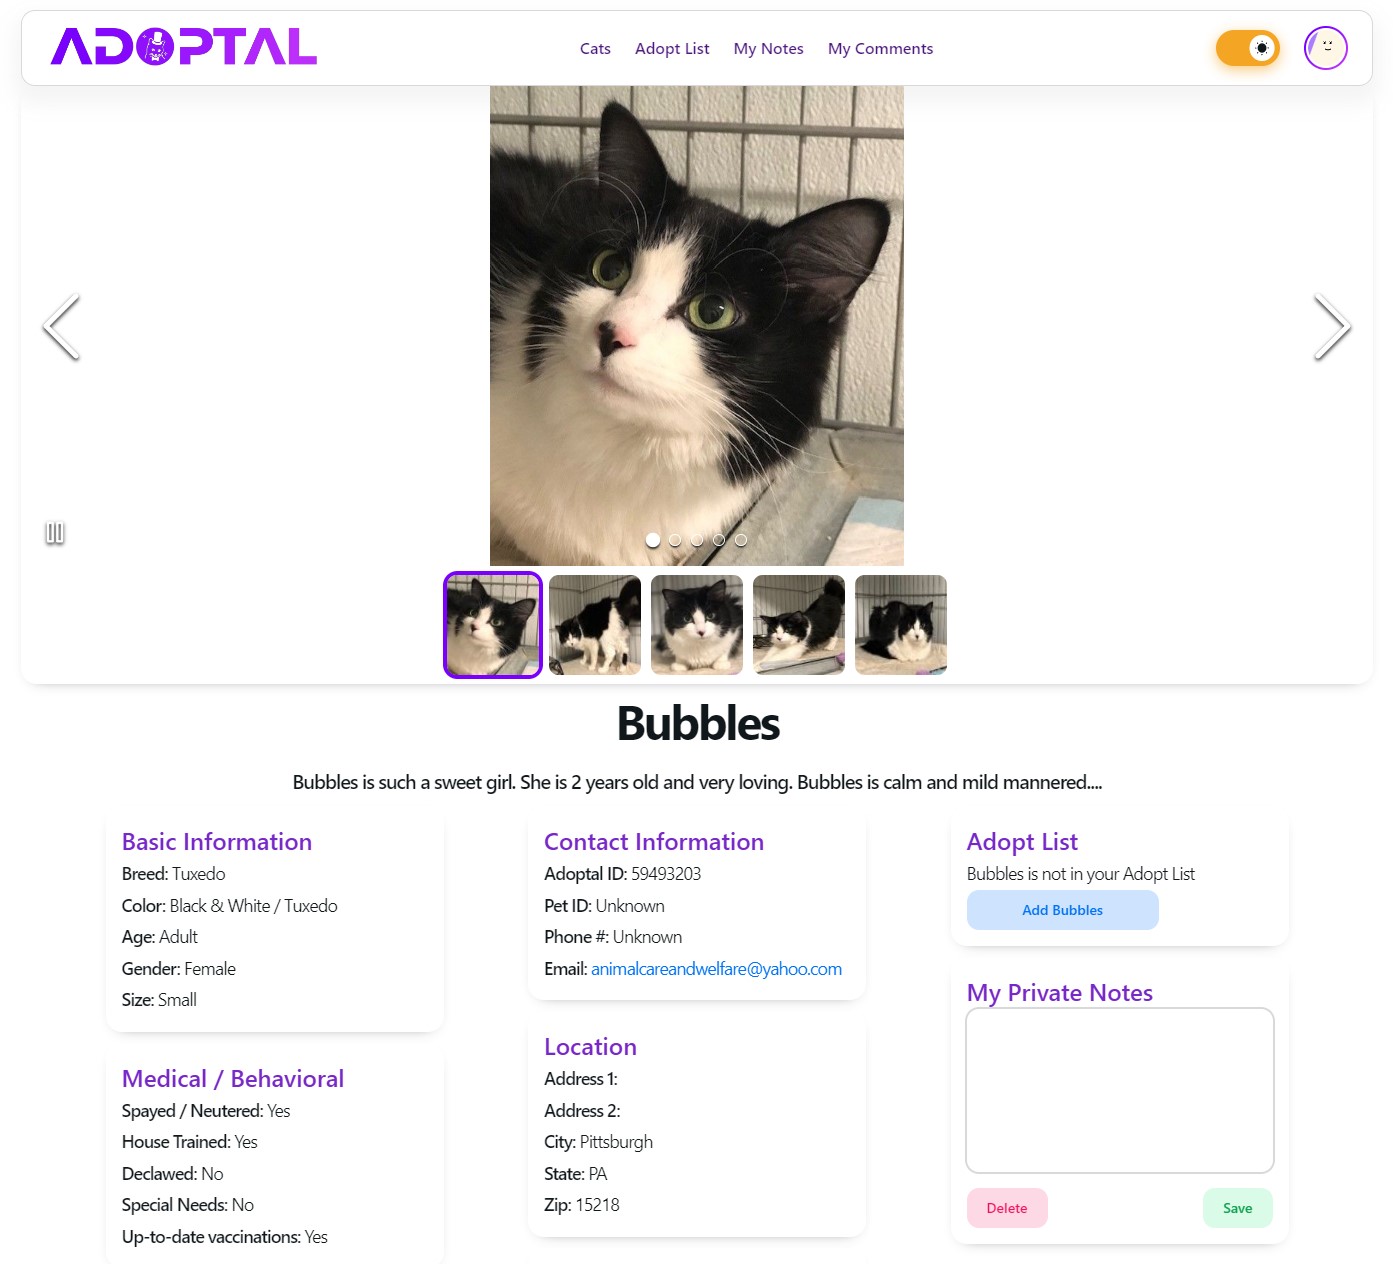 ADOPTAL
Cats Adopt List My Notes My Comments
Bubbles
Bubbles is such a sweet girl. She is 2 years old and very loving. Bubbles is calm and mild mannered....
Basic Information
Breed: Tuxedo
Color: Black & White / Tuxedo
Age: Adult
Gender: Female
Size: Small
Medical / Behavioral
Spayed / Neutered: Yes
House Trained: Yes
Declawed: No
Special Needs: No
Up-to-date vaccinations: Yes
Contact Information
Adoptal ID: 59493203
Pet ID: Unknown
Phone #: Unknown
Email: animalcareandwelfare@yahoo.com
Location
Address 1:
Address 2:
City: Pittsburgh
State: PA
Zip: 15218
Adopt List
Bubbles is not in your Adopt List
Add Bubbles
My Private Notes
Delete Save